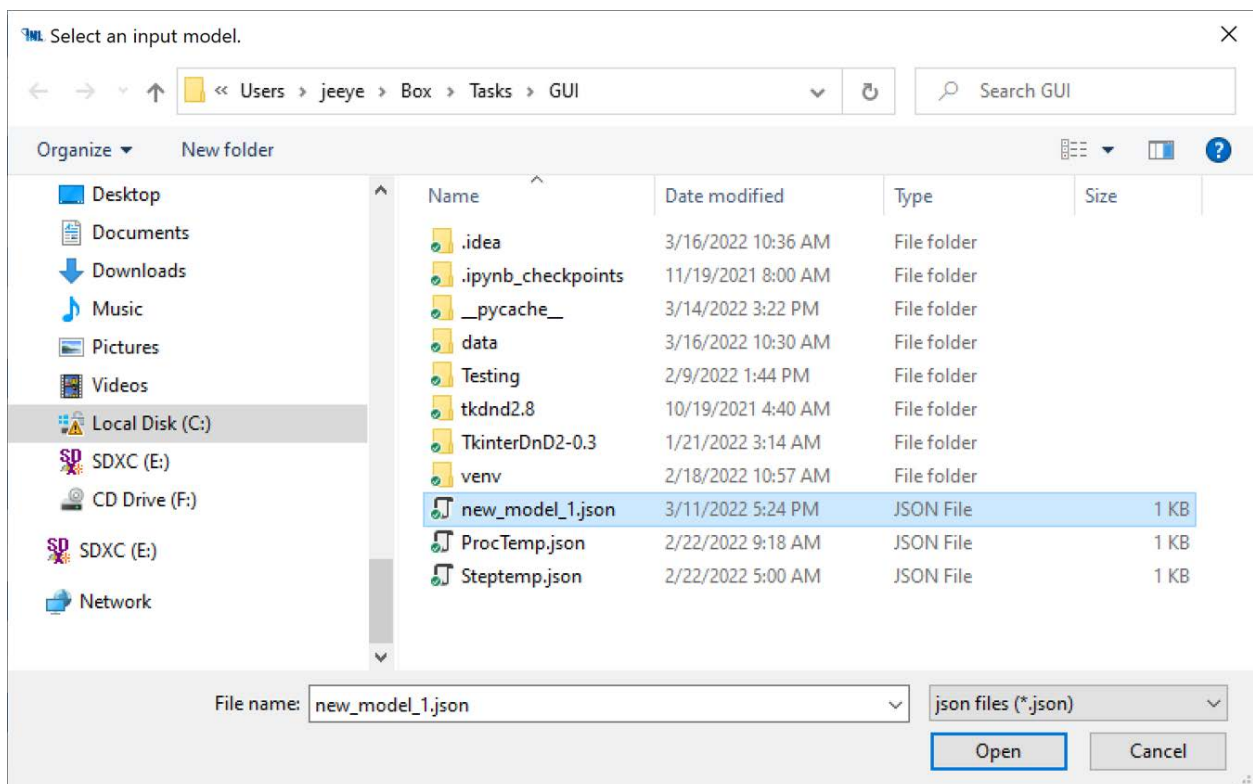 INL Select an input model.
« Users > jeeye > Box > Tasks > GUI Search GUI
Organize New folder ?
Desktop
Documents
Downloads
Music
Pictures
Videos
Local Disk (C:)
SDXC (E:)
CD Drive (F:)
SDXC (E:)
Network
Name Date modified Type Size
.idea 3/16/2022 10:36 AM File folder
.ipynb_checkpoints 11/19/2021 8:00 AM File folder
__pycache__ 3/14/2022 3:22 PM File folder
data 3/16/2022 10:30 AM File folder
Testing 2/9/2022 1:44 PM File folder
tkdnd2.8 10/19/2021 4:40 AM File folder
TkinterDnD2-0.3 1/21/2022 3:14 AM File folder
venv 2/18/2022 10:57 AM File folder
new_model_1.json 3/11/2022 5:24 PM JSON File 1 KB
ProcTemp.json 2/22/2022 9:18 AM JSON File 1 KB
Steptemp.json 2/22/2022 5:00 AM JSON File 1 KB
File name: new_model_1.json json files (*.json)
Open Cancel